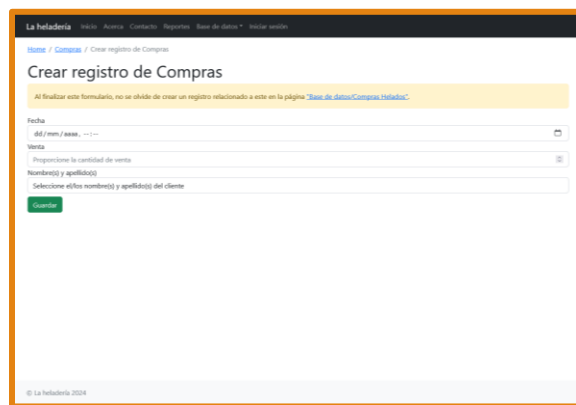 La heladería Inicio Acerca Contacto Reportes Base de datos Iniciar sesión
Home / Compras / Crear registro de Compras
Crear registro de Compras
Al finalizar este formulario, no se olvide de crear un registro relacionado a este en la página "Base de datos/Compras Helados".
Fecha
dd/mm/aaaa, --:--
Venta
Proporcione la cantidad de venta
Nombre(s) y apellido(s)
Seleccione el/los nombre(s) y apellido(s) del cliente
Guardar
© La heladería 2024